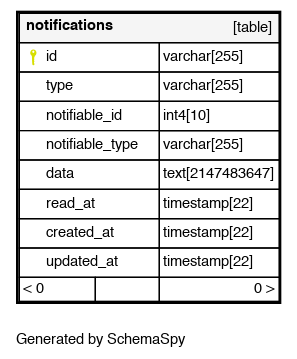 notifications [table]
id varchar[255]
type varchar[255]
notifiable_id int4[10]
notifiable_type varchar[255]
data text[2147483647]
read_at timestamp[22]
created_at timestamp[22]
updated_at timestamp[22]
< 0 0 >
Generated by SchemaSpy